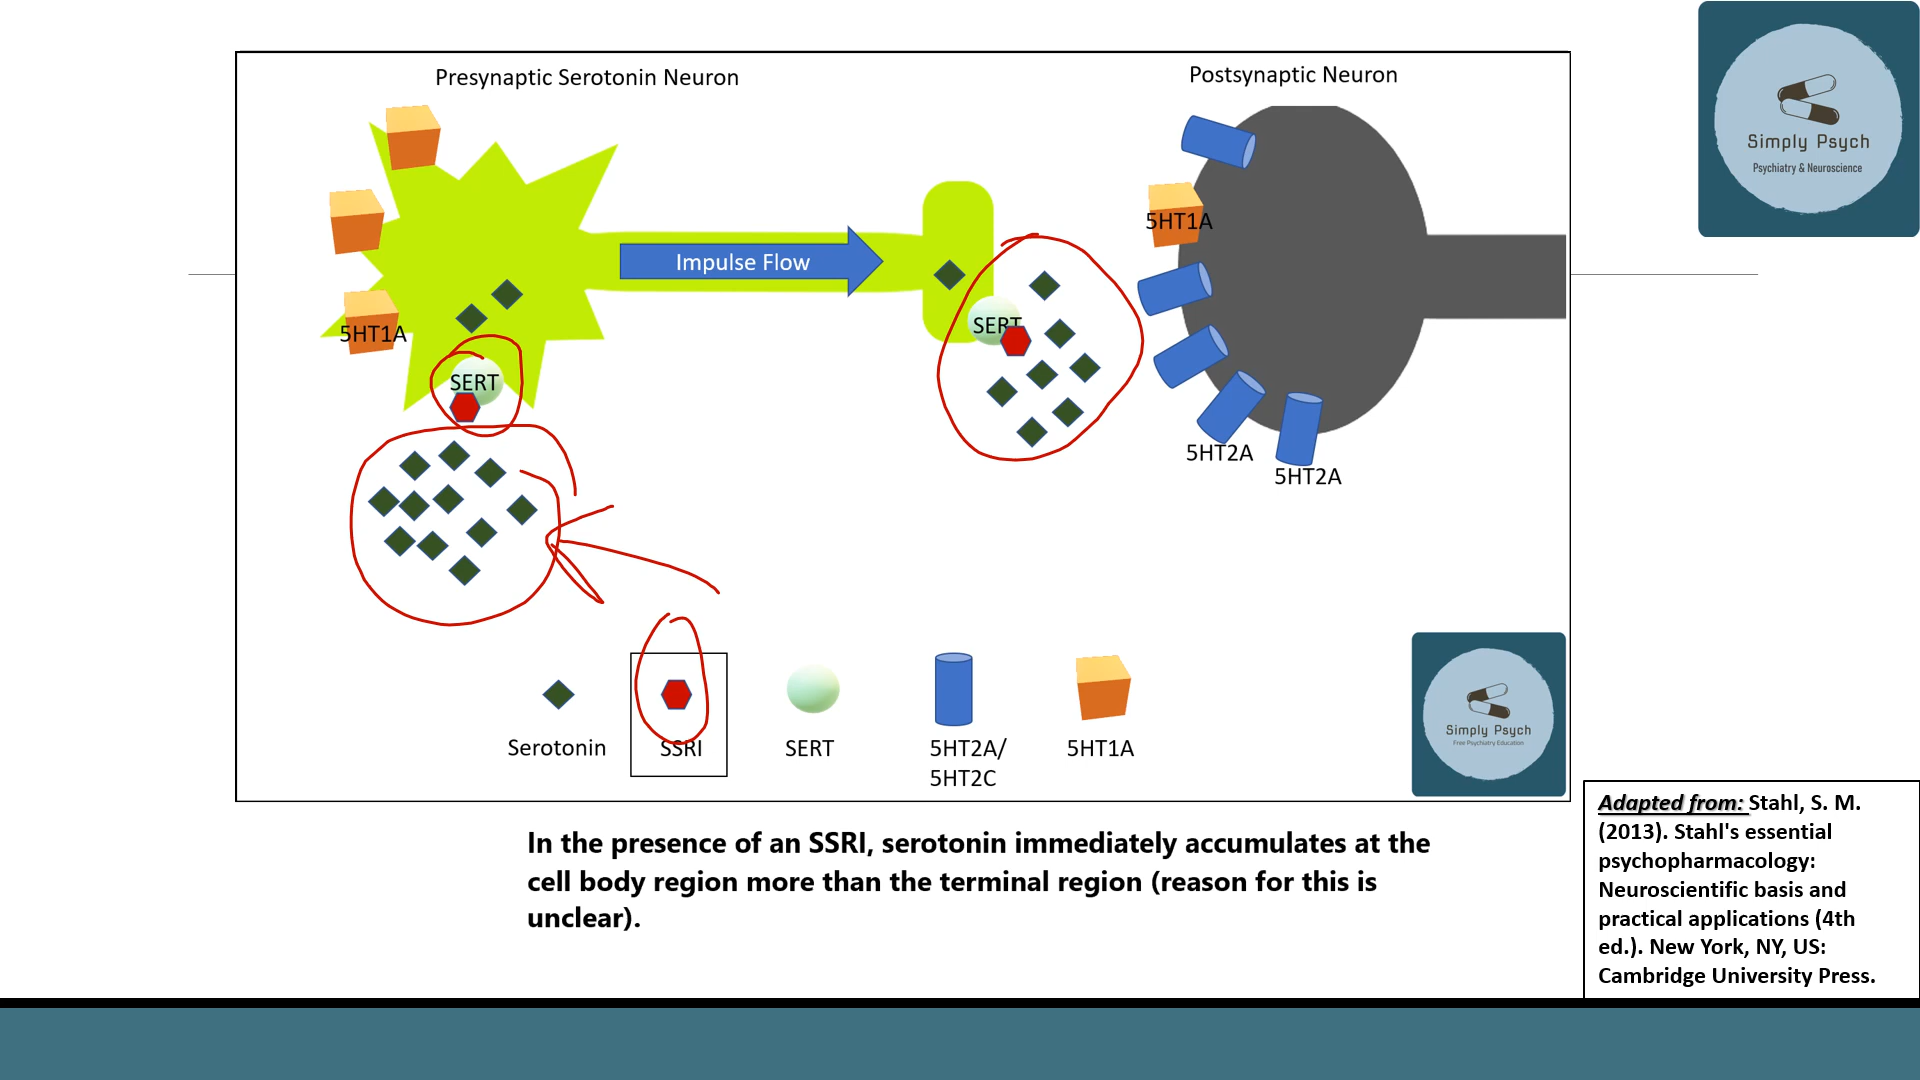 Presynaptic Serotonin Neuron
Postsynaptic Neuron
Simply Psych
Psychiatry & Neuroscience
5HT1A
Impulse Flow
SERT
5HT1A
SERT
5HT2A
5HT2A
Serotonin
SSRI
SERT
5HT2A/
5HT2C
5HT1A
Simply Psych
Free Psychiatry Education
In the presence of an SSRI, serotonin immediately accumulates at the
cell body region more than the terminal region (reason for this is
unclear).
Adapted from: Stahl, S. M.
(2013). Stahl's essential
psychopharmacology:
Neuroscientific basis and
practical applications (4th
ed.). New York, NY, US:
Cambridge University Press.